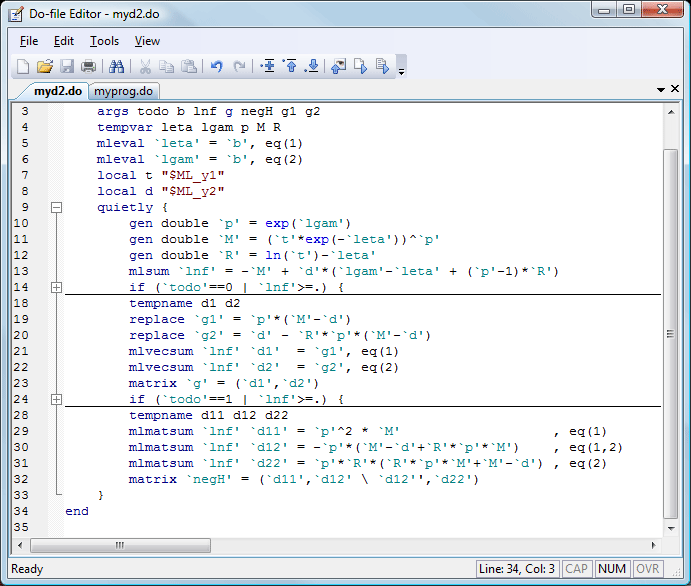 Do-file Editor - myd2.do
File Edit Tools View
myd2.do myprog.do
3 args todo b lnf g negH g1 g2
4 tempvar leta lgam p M R
5 mleval `leta' = `b', eq(1)
6 mleval `lgam' = `b', eq(2)
7 local t "$ML_y1"
8 local d "$ML_y2"
9 quietly {
10 gen double `p' = exp(`lgam')
11 gen double `M' = (`t'*exp(-`leta'))^`p'
12 gen double `R' = ln(`t')-`leta'
13 mlsum `lnf' = -`M' + `d'*(`lgam'-`leta' + (`p'-1)*`R')
14 if (`todo'==0 | `lnf'>=.) {
18 tempname d1 d2
19 replace `g1' = `p'*(`M'-`d')
20 replace `g2' = `d' - `R'*`p'*(`M'-`d')
21 mlvecsum `lnf' `d1' = `g1', eq(1)
22 mlvecsum `lnf' `d2' = `g2', eq(2)
23 matrix `g' = (`d1',`d2')
24 if (`todo'==1 | `lnf'>=.) {
28 tempname d11 d12 d22
29 mlmatsum `lnf' `d11' = `p'^2 * `M' , eq(1)
30 mlmatsum `lnf' `d12' = -`p'*(`M'-`d'+`R'*`p'*`M') , eq(1,2)
31 mlmatsum `lnf' `d22' = `p'*`R'*(`R'*`p'*`M'+`M'-`d') , eq(2)
32 matrix `negH' = (`d11',`d12' \ `d12'',`d22')
33 }
34 end
35
Ready Line: 34, Col: 3 CAP NUM OVR